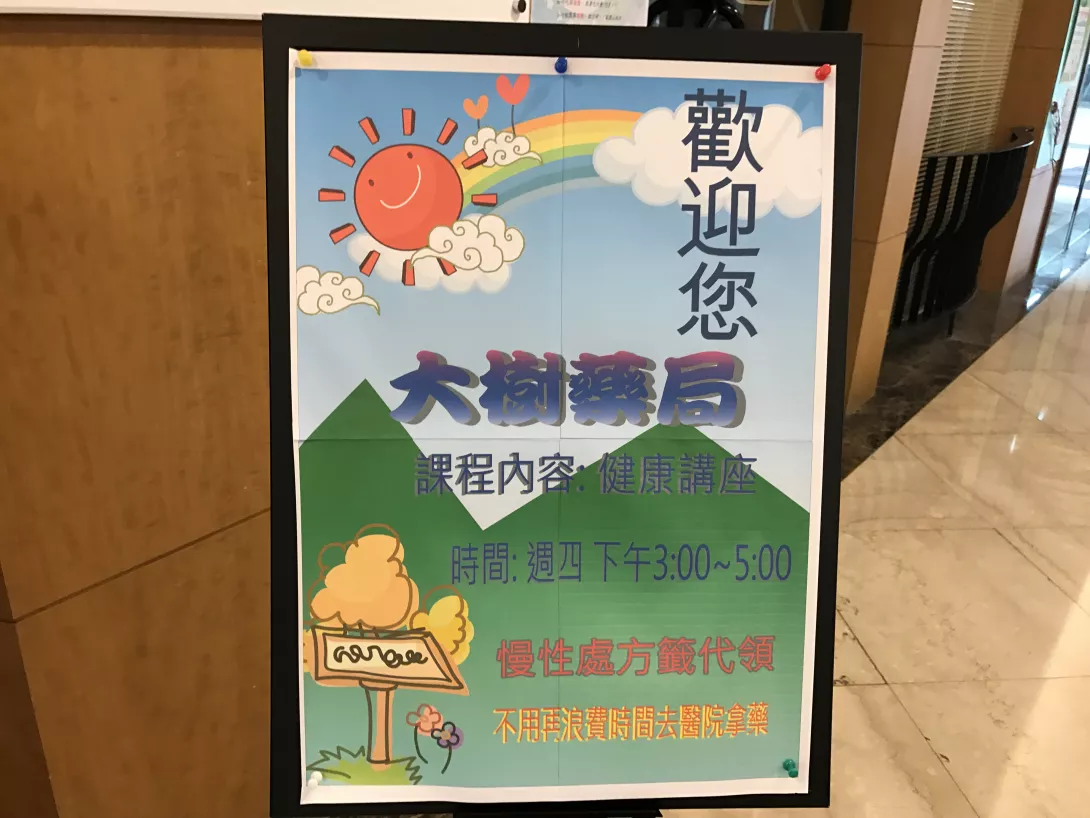 歡迎您
大樹藥局
課程內容: 健康講座
時間: 週四 下午3:00~5:00
慢性處方籤代領
不用再浪費時間去醫院拿藥